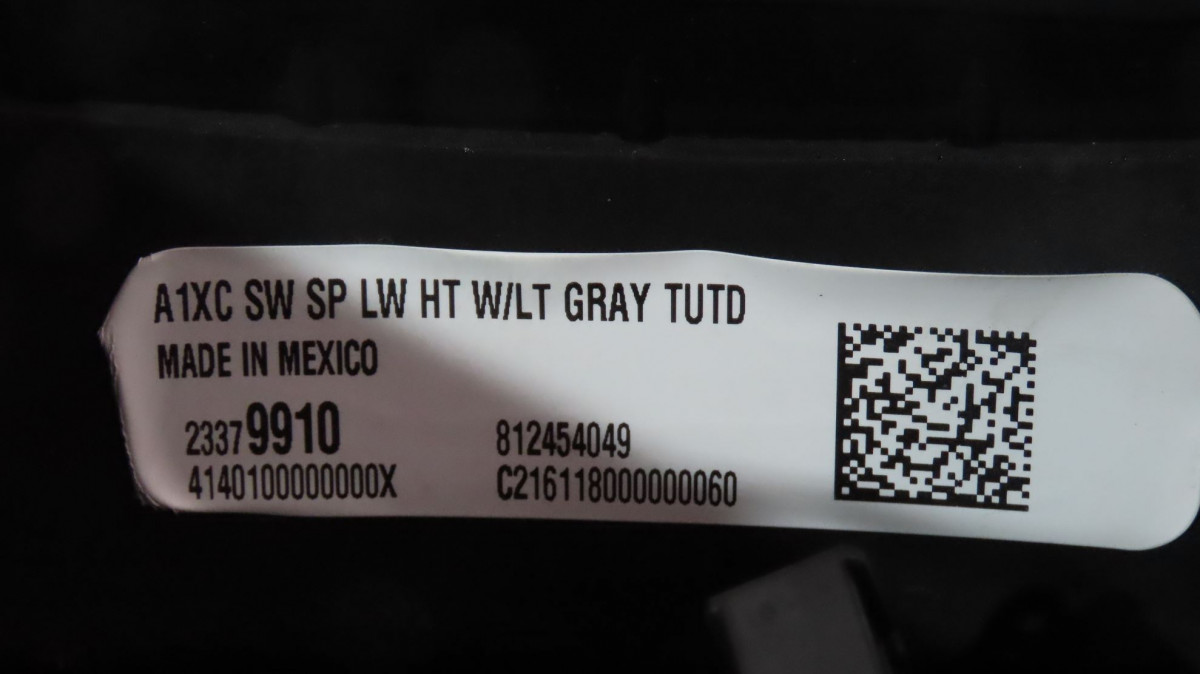 A1XC SW SP LW HT W/LT GRAY TUTD
MADE IN MEXICO
23379910 812454049
4140100000000X C216118000000060